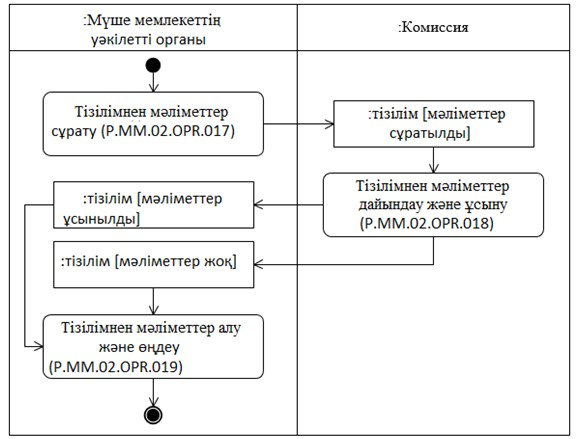 :Мүше мемлекеттің
уәкілетті органы
:Комиссия
Тізілімнен мәліметтер
сұрату (P.MM.02.OPR.017)
:тізілім [мәліметтер
сұратылды]
Тізілімнен мәліметтер
дайындау және ұсыну
(P.MM.02.OPR.018)
:тізілім [мәліметтер
ұсынылды]
:тізілім [мәліметтер жоқ]
Тізілімнен мәліметтер алу
және өңдеу
(P.MM.02.OPR.019)